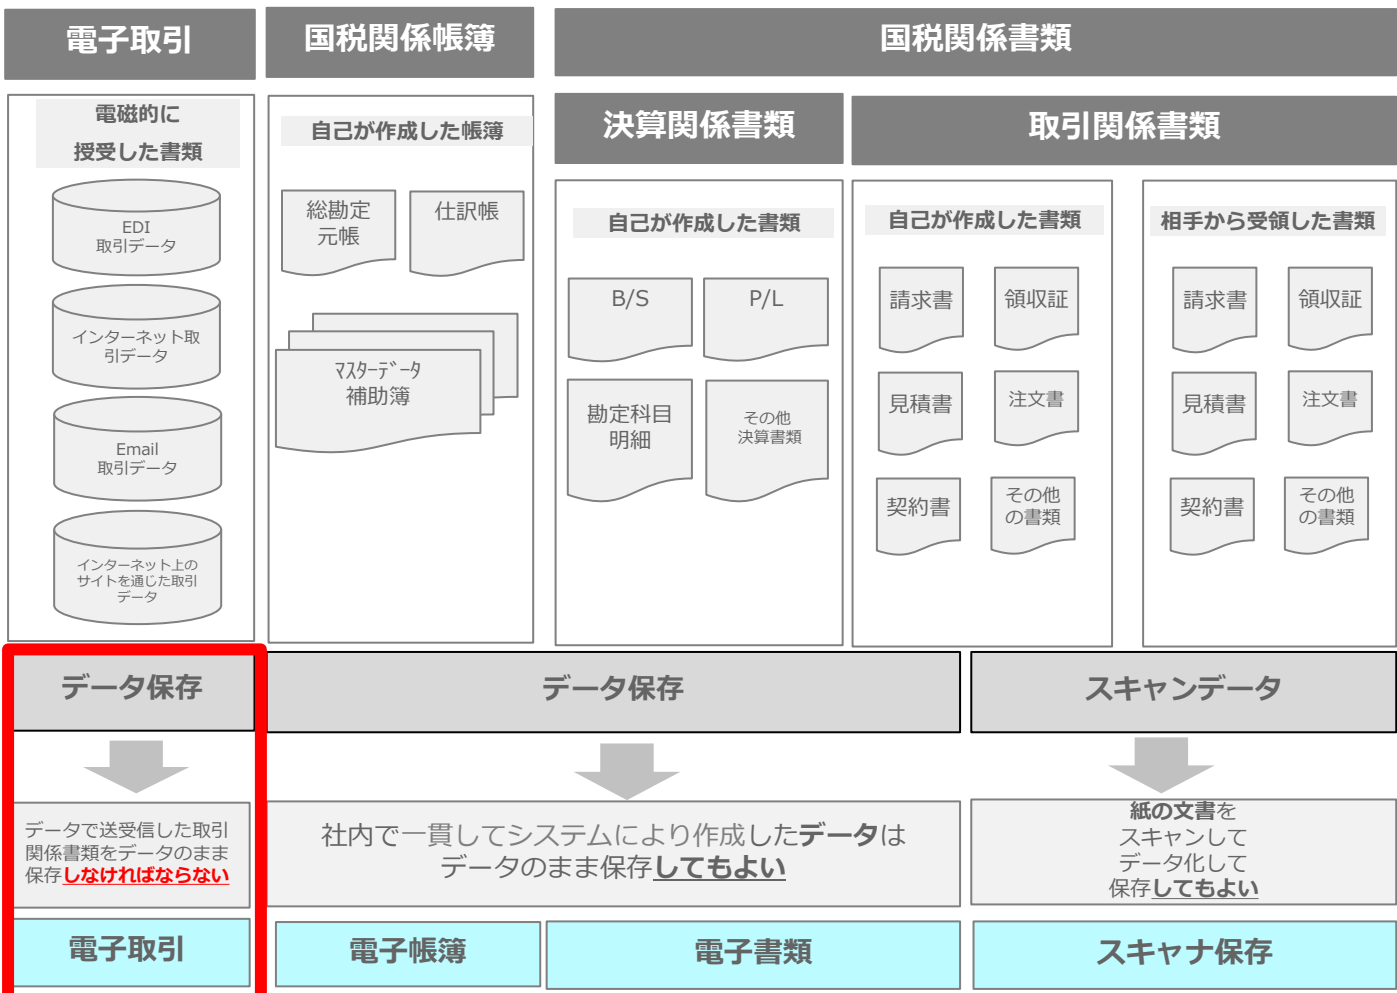 電子取引
国税関係帳簿
国税関係書類
電磁的に
授受した書類
自己が作成した帳簿
決算関係書類
取引関係書類
EDI
取引データ
インターネット取
引データ
Email
取引データ
インターネット上の
サイトを通じた取引
データ
総勘定
元帳
仕訳帳
ﾏｽﾀｰﾃﾞｰﾀ
補助簿
自己が作成した書類
B/S
P/L
勘定科目
明細
その他
決算書類
自己が作成した書類
請求書
領収証
見積書
注文書
契約書
その他
の書類
相手から受領した書類
請求書
領収証
見積書
注文書
契約書
その他
の書類
データ保存
データ保存
スキャンデータ
データで送受信した取引
関係書類をデータのまま
保存しなければならない
社内で一貫してシステムにより作成したデータは
データのまま保存してもよい
紙の文書を
スキャンして
データ化して
保存してもよい
電子取引
電子帳簿
電子書類
スキャナ保存